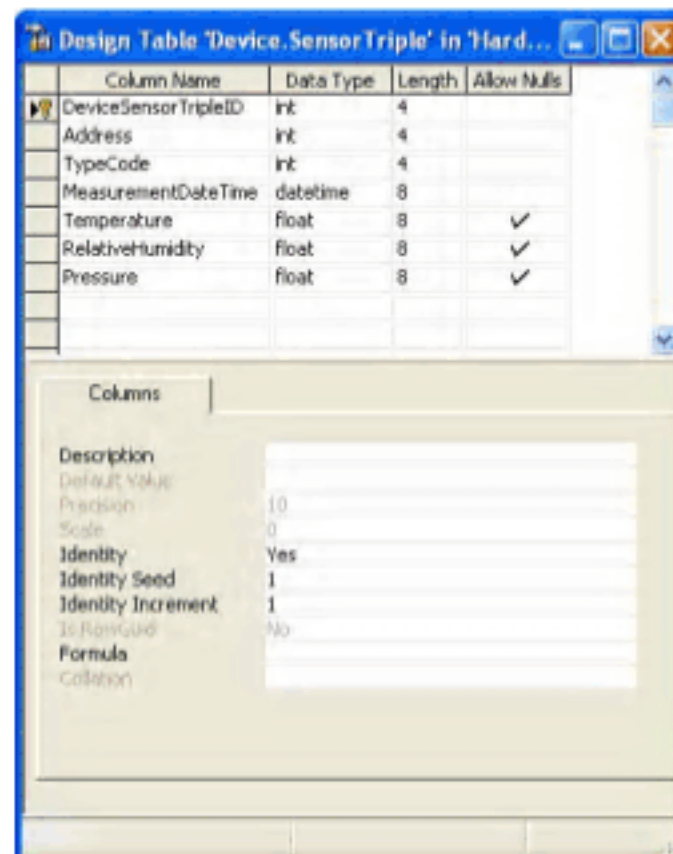 Design Table 'Device.SensorTriple' in 'Hard...
Column Name Data Type Length Allow Nulls
DeviceSensorTripleID int 4
Address int 4
TypeCode int 4
MeasurementDateTime datetime 8
Temperature float 8
RelativeHumidity float 8
Pressure float 8
Columns
Description
Default Value
Precision 10
Scale 0
Identity Yes
Identity Seed 1
Identity Increment 1
Is RowGuid No
Formula
Collation